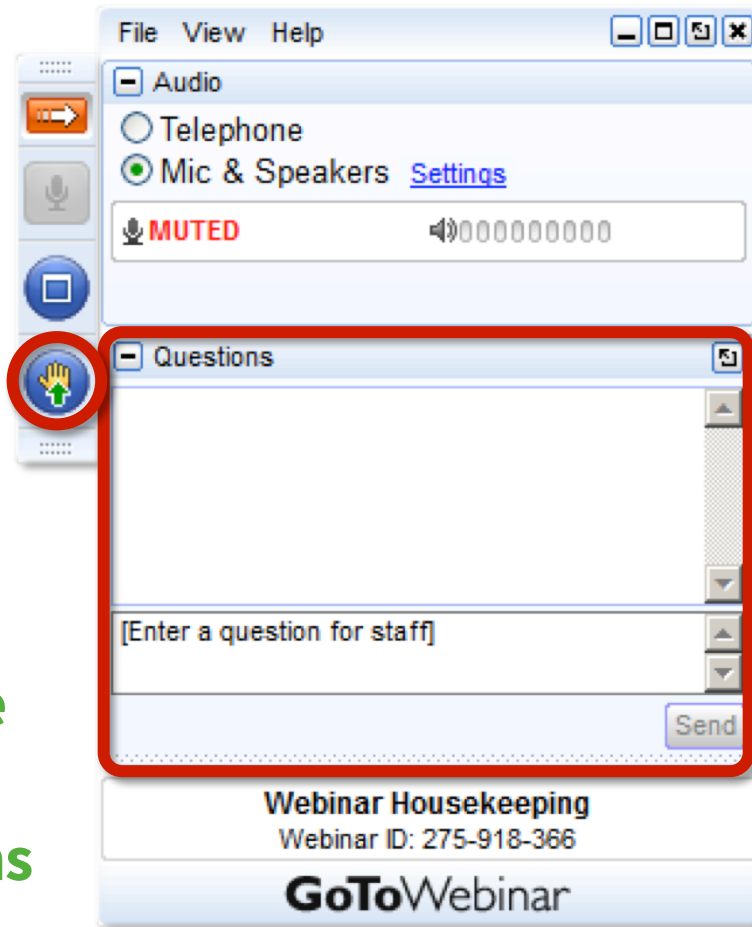 File View Help
Audio
Telephone
Mic & Speakers Settings
MUTED 000000000
Questions
[Enter a question for staff]
Send
Webinar Housekeeping
Webinar ID: 275-918-366
GoToWebinar